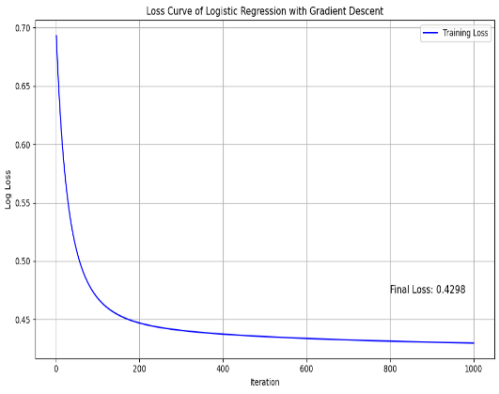 Loss Curve of Logistic Regression with Gradient Descent
Training Loss
0.70
0.65
0.60
0.55
0.50
0.45
Log Loss
Final Loss: 0.4298
0
200
400
600
800
1000
Iteration